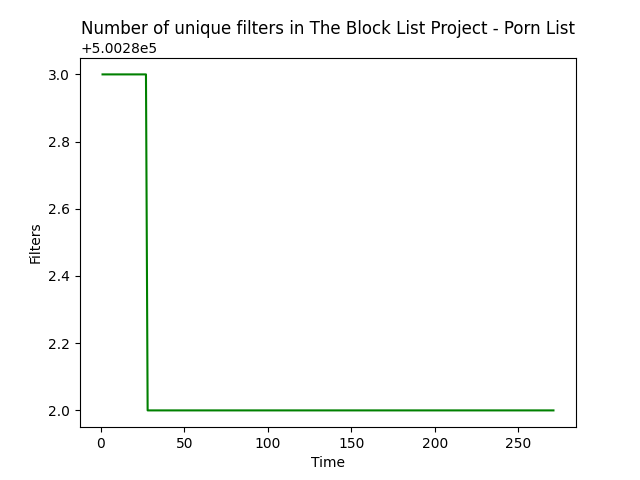 Number of unique filters in The Block List Project - Porn List
+5.0028e5
3.0
2.8
2.6
2.4
2.2
2.0
Filters
0 50 100 150 200 250
Time